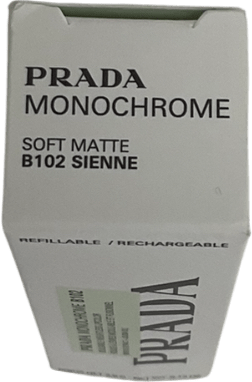 PRADA
MONOCHROME
SOFT MATTE
B102 SIENNE
REFILLABLE / RECHARGEABLE
PRADA MONOCHROME B102
PRADA